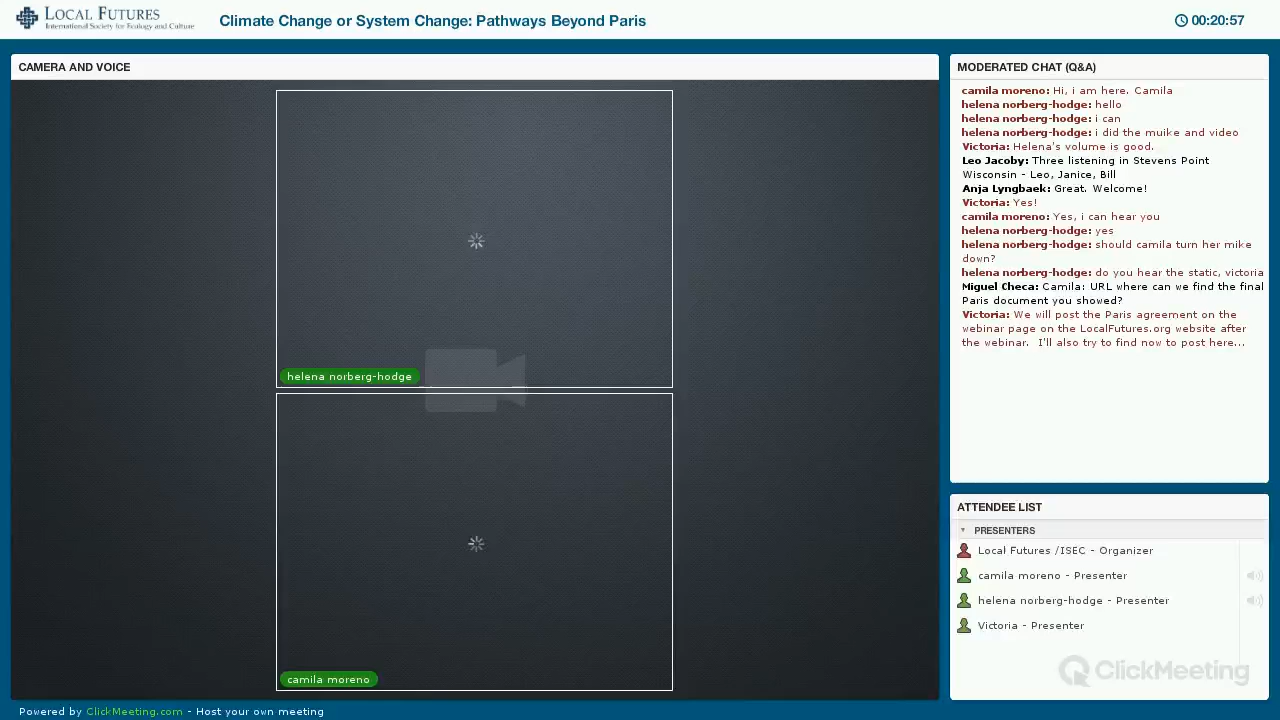 LOCAL FUTURES
International Society for Ecology and Culture
Climate Change or System Change: Pathways Beyond Paris
00:20:57
CAMERA AND VOICE
helena norberg-hodge
camila moreno
MODERATED CHAT (Q&A)
camila moreno: Hi, i am here. Camila
helena norberg-hodge: hello
helena norberg-hodge: i can
helena norberg-hodge: i did the muike and video
Victoria: Helena's volume is good.
Leo Jacoby: Three listening in Stevens Point
Wisconsin - Leo, Janice, Bill
Anja Lyngbaek: Great. Welcome!
Victoria: Yes!
camila moreno: Yes, i can hear you
helena norberg-hodge: yes
helena norberg-hodge: should camila turn her mike
down?
helena norberg-hodge: do you hear the static, victoria
Miguel Checa: Camila: URL where can we find the final
Paris document you showed?
Victoria: We will post the Paris agreement on the
webinar page on the LocalFutures.org website after
the webinar.  I'll also try to find now to post here...
ATTENDEE LIST
PRESENTERS
Local Futures /ISEC - Organizer
camila moreno - Presenter
helena norberg-hodge - Presenter
Victoria - Presenter
ClickMeeting
Powered by ClickMeeting.com - Host your own meeting